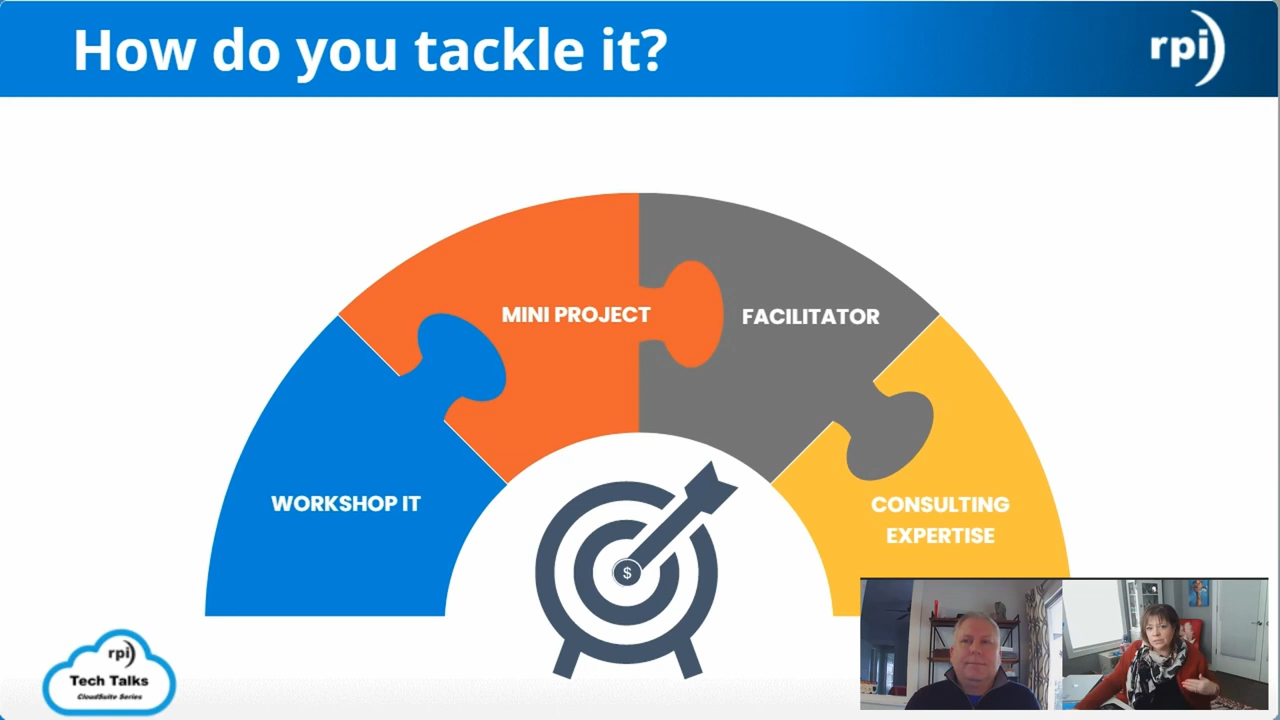 How do you tackle it?
rpi
MINI PROJECT
FACILITATOR
WORKSHOP IT
CONSULTING
EXPERTISE
$
rpi
Tech Talks
CloudSuite Series